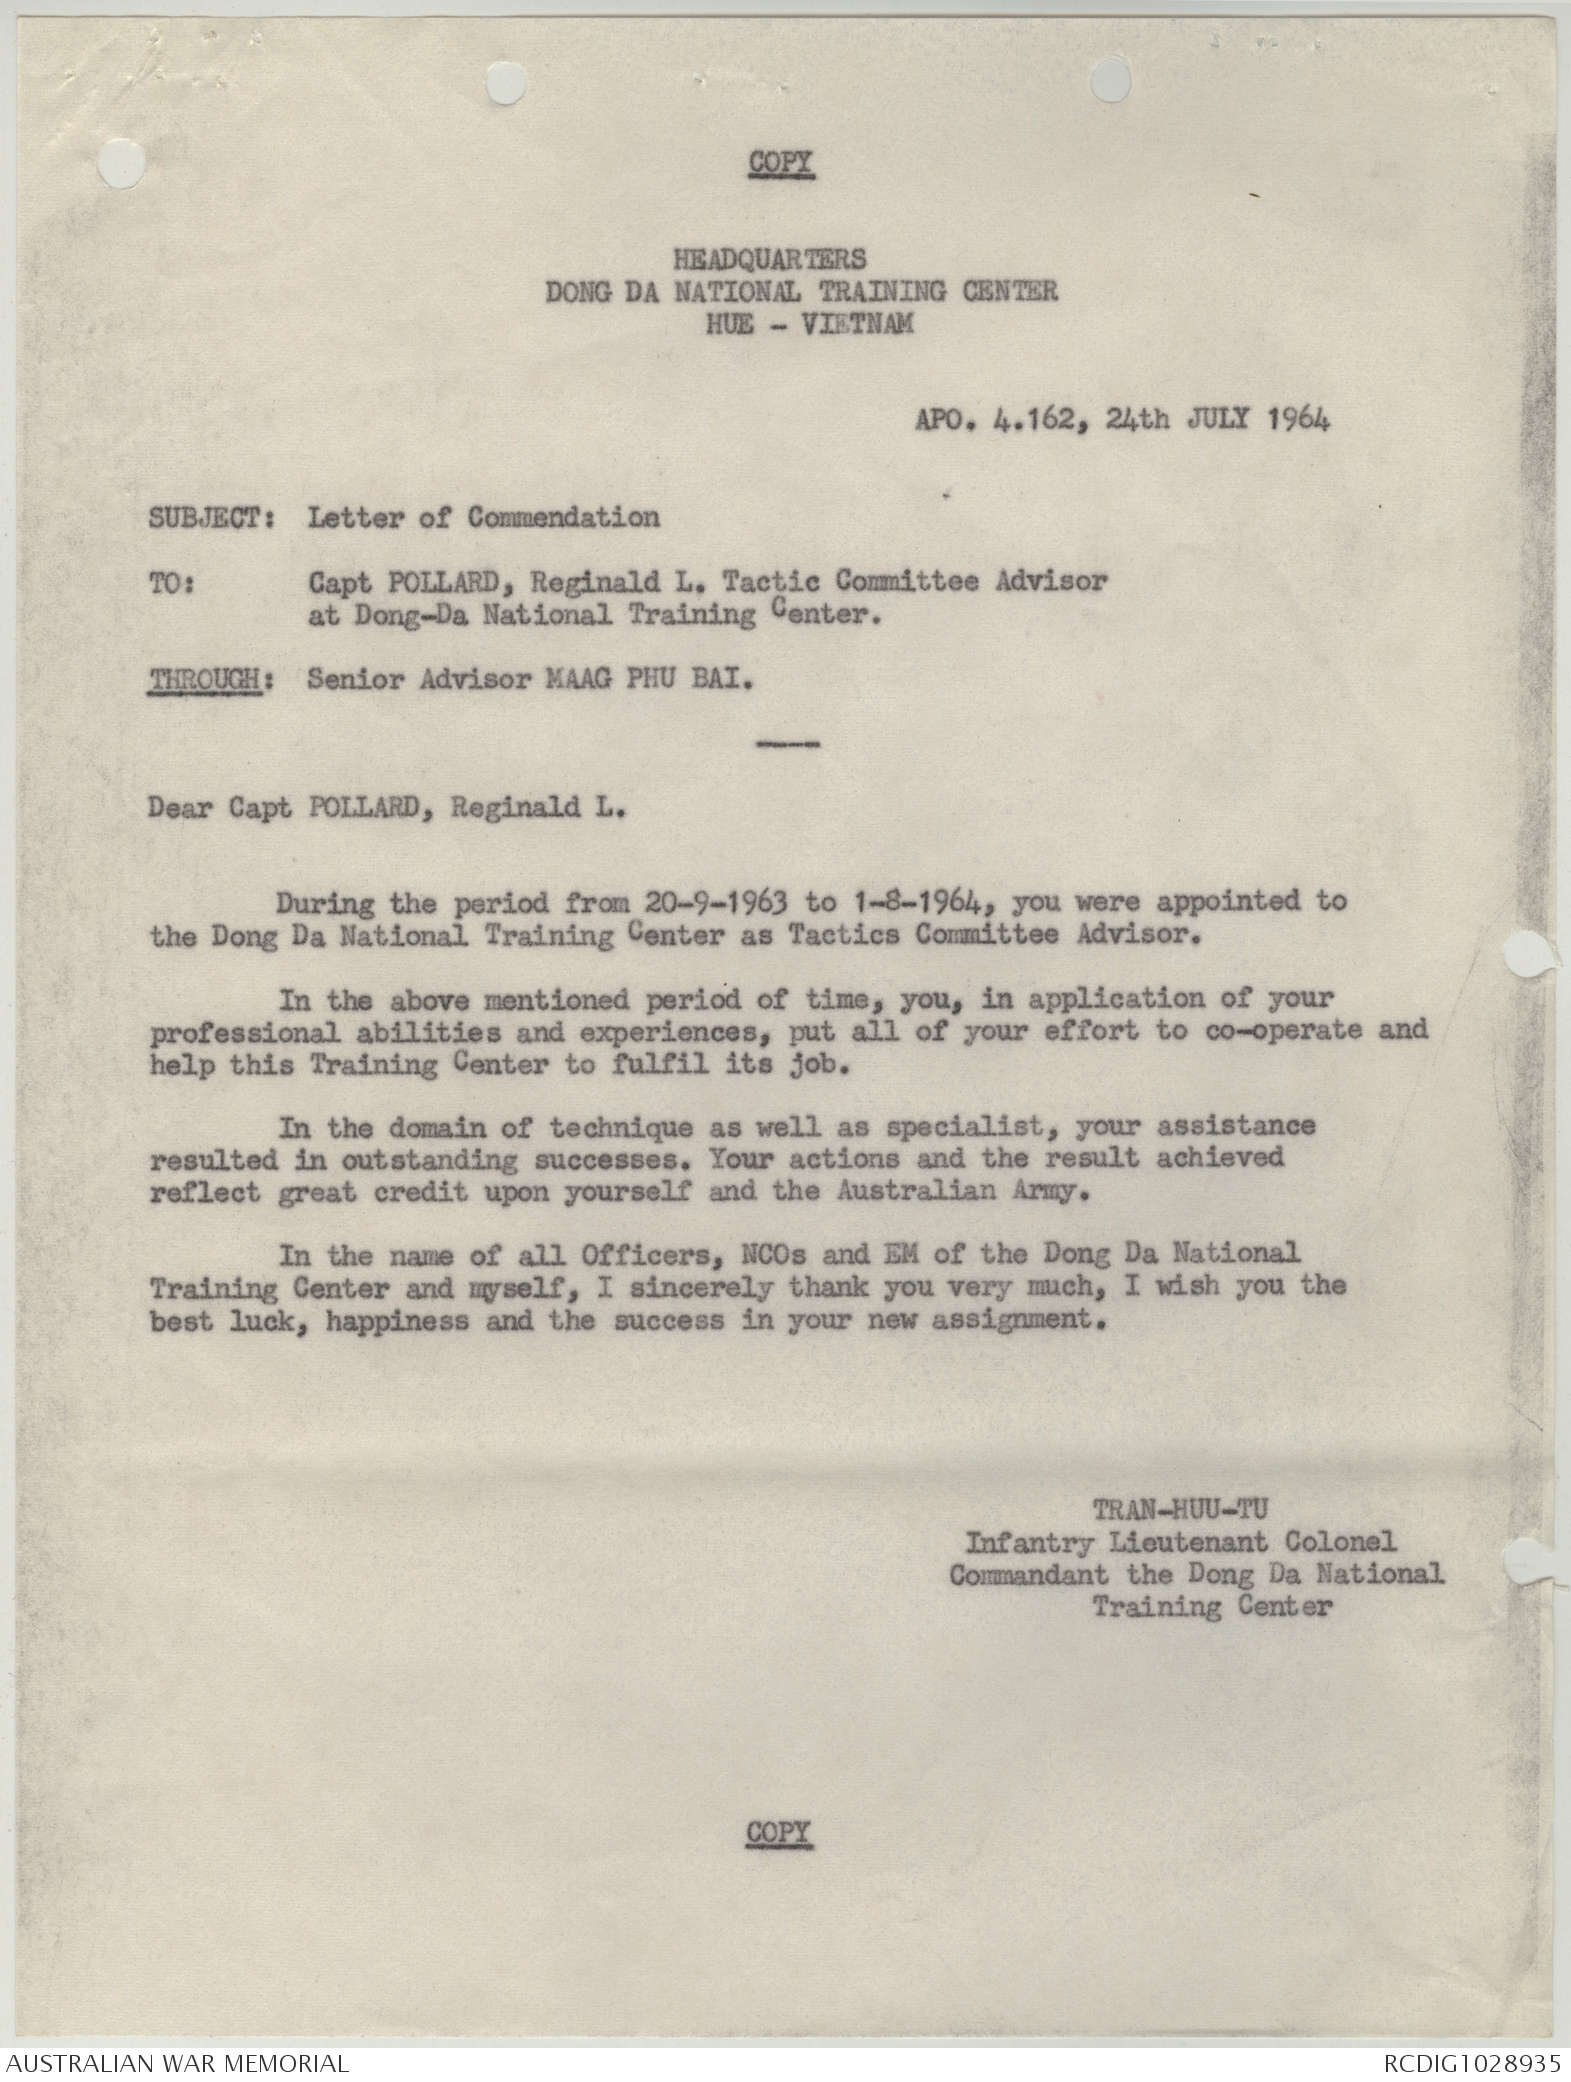 COPY
HEADQUARTERS
DONG DA NATIONAL TRAINING CENTER
HUE - VIETNAM
APO. 4.162, 24th JULY 1964
SUBJECT: Letter of Commendation
TO: Capt POLLARD, Reginald L. Tactic Committee Advisor
at Dong-Da National Training Center.
THROUGH: Senior Advisor MAAG PHU BAI.
----
Dear Capt POLLARD, Reginald L.
During the period from 20-9-1963 to 1-8-1964, you were appointed to
the Dong Da National Training Center as Tactics Committee Advisor.
In the above mentioned period of time, you, in application of your
professional abilities and experiences, put all of your effort to co-operate and
help this Training Center to fulfil its job.
In the domain of technique as well as specialist, your assistance
resulted in outstanding successes. Your actions and the result achieved
reflect great credit upon yourself and the Australian Army.
In the name of all Officers, NCOs and EM of the Dong Da National
Training Center and myself, I sincerely thank you very much, I wish you the
best luck, happiness and the success in your new assignment.
TRAN-HUU-TU
Infantry Lieutenant Colonel
Commandant the Dong Da National
Training Center
COPY
AUSTRALIAN WAR MEMORIAL
RCDIG1028935